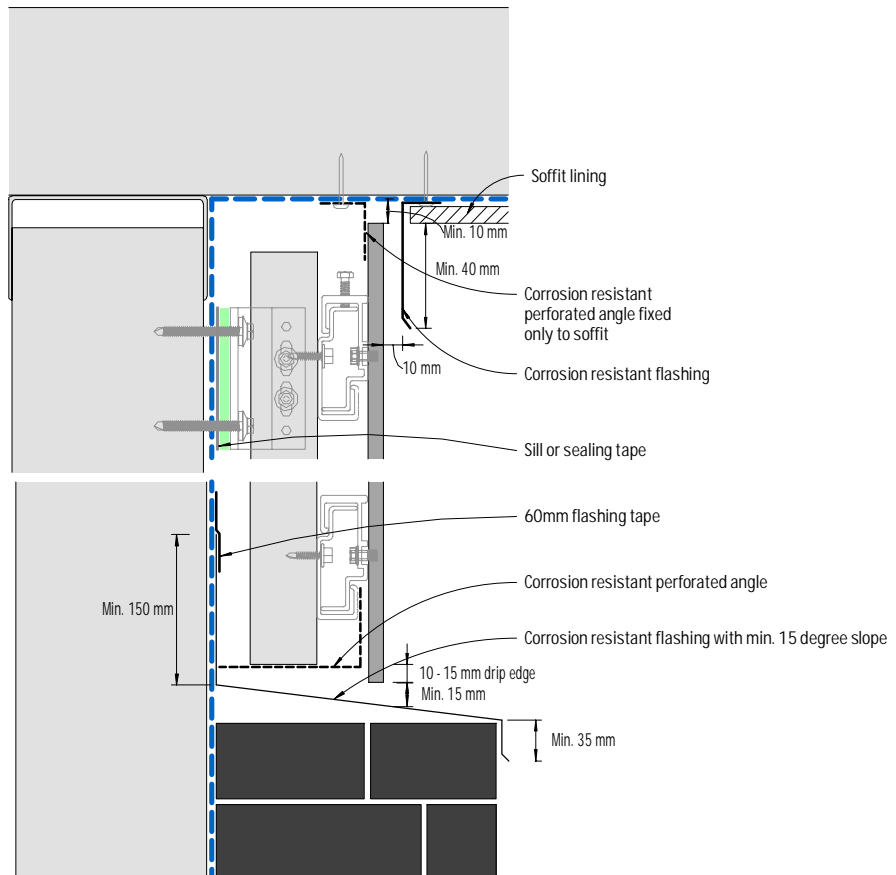 Soffit lining
Min. 10 mm
Min. 40 mm
Corrosion resistant
perforated angle fixed
only to soffit
10 mm
Corrosion resistant flashing
Sill or sealing tape
60mm flashing tape
Min. 150 mm
Corrosion resistant perforated angle
Corrosion resistant flashing with min. 15 degree slope
10 - 15 mm drip edge
Min. 15 mm
Min. 35 mm